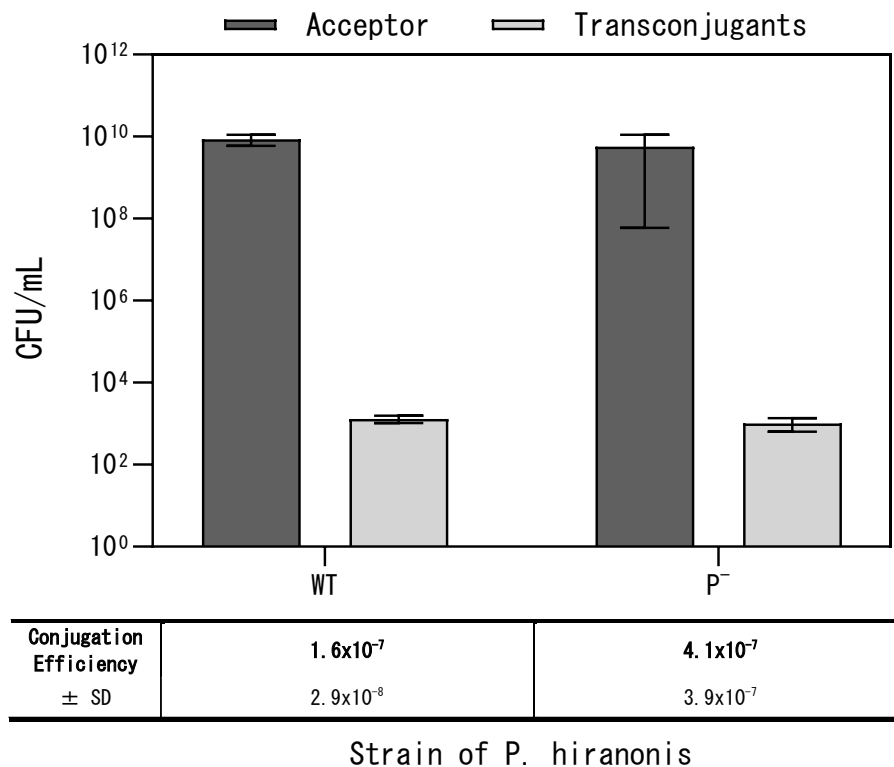 Acceptor Transconjugants
10¹²
10¹⁰
10⁸
10⁶
10⁴
10²
10⁰
CFU/mL
WT P⁻
Conjugation Efficiency 1.6x10⁻⁷ 4.1x10⁻⁷
± SD 2.9x10⁻⁸ 3.9x10⁻⁷
Strain of P. hiranonis